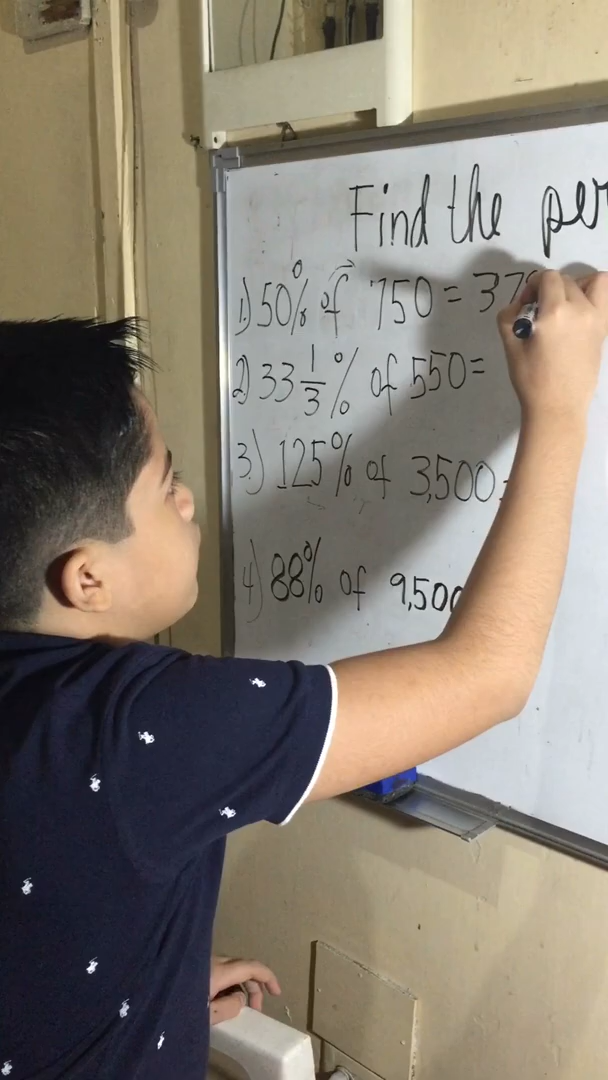 Find the per
1.) 50% of 750 = 37
2) 33 1/3 % of 550 =
3.) 125% of 3,500
4) 88% of 9,500